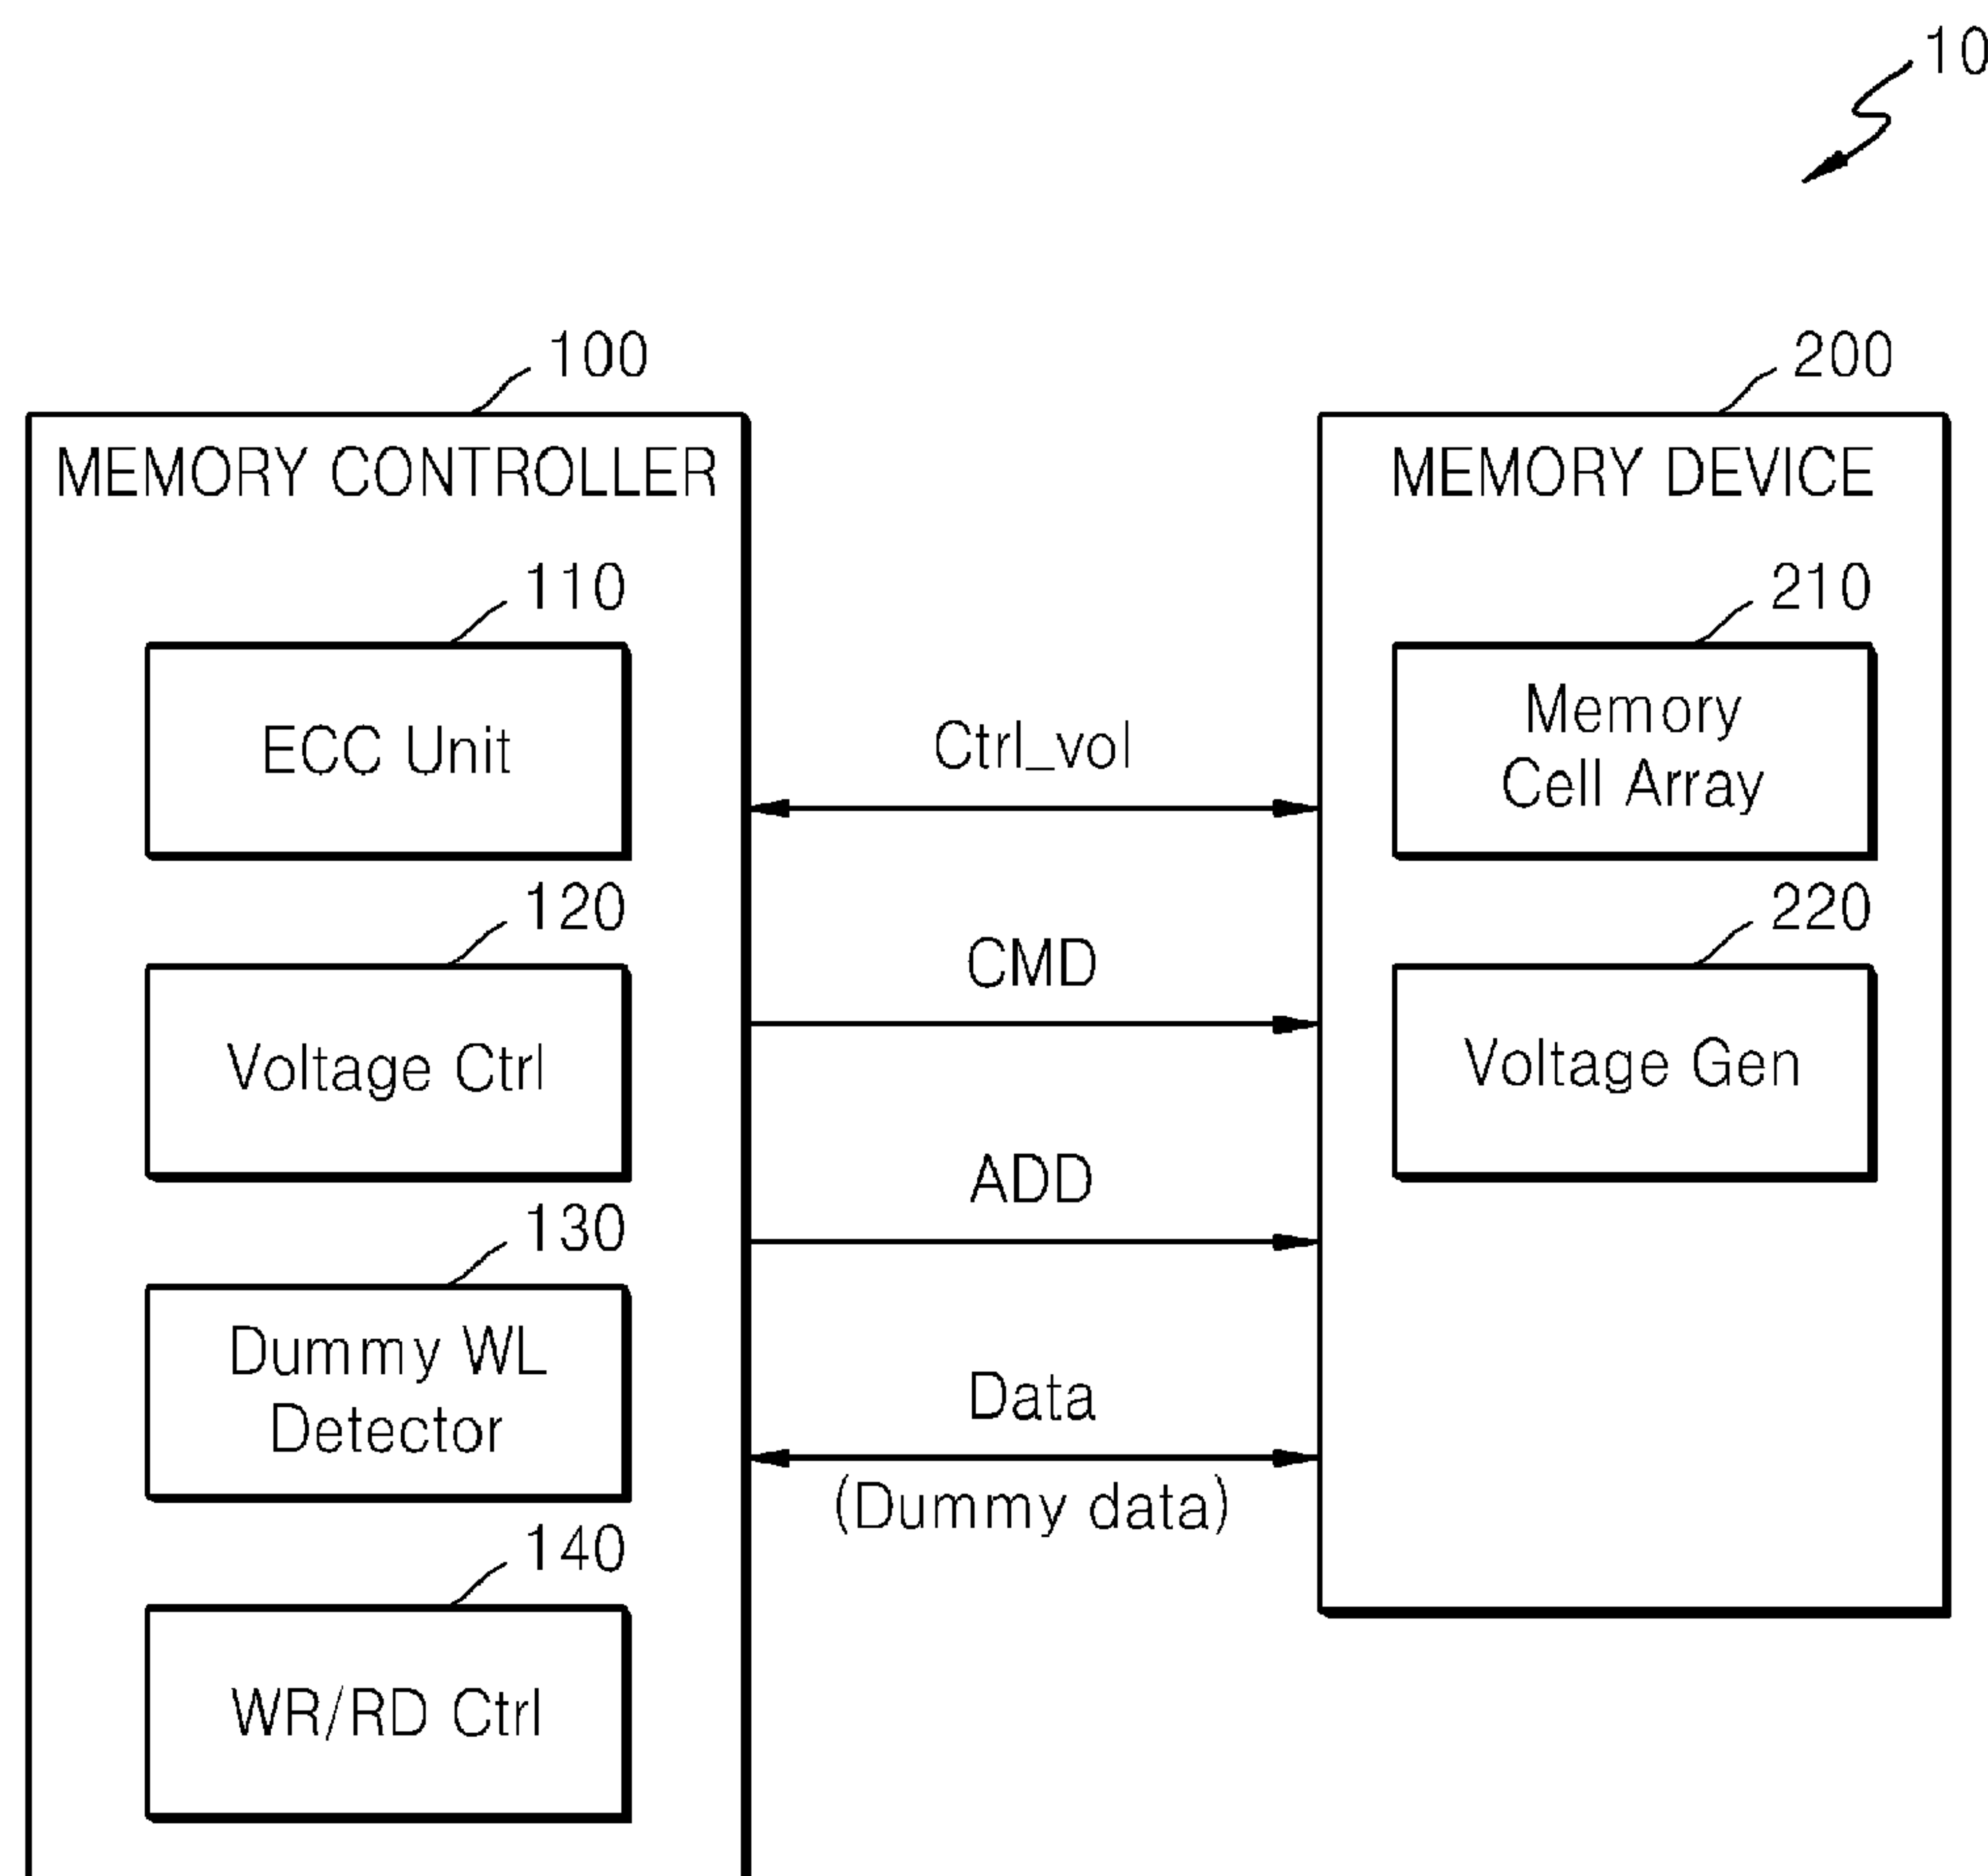 10
100
200
MEMORY CONTROLLER
MEMORY DEVICE
110
ECC Unit
120
Voltage Ctrl
130
Dummy WL
Detector
140
WR/RD Ctrl
Ctrl_vol
CMD
ADD
Data
(Dummy data)
210
Memory
Cell Array
220
Voltage Gen